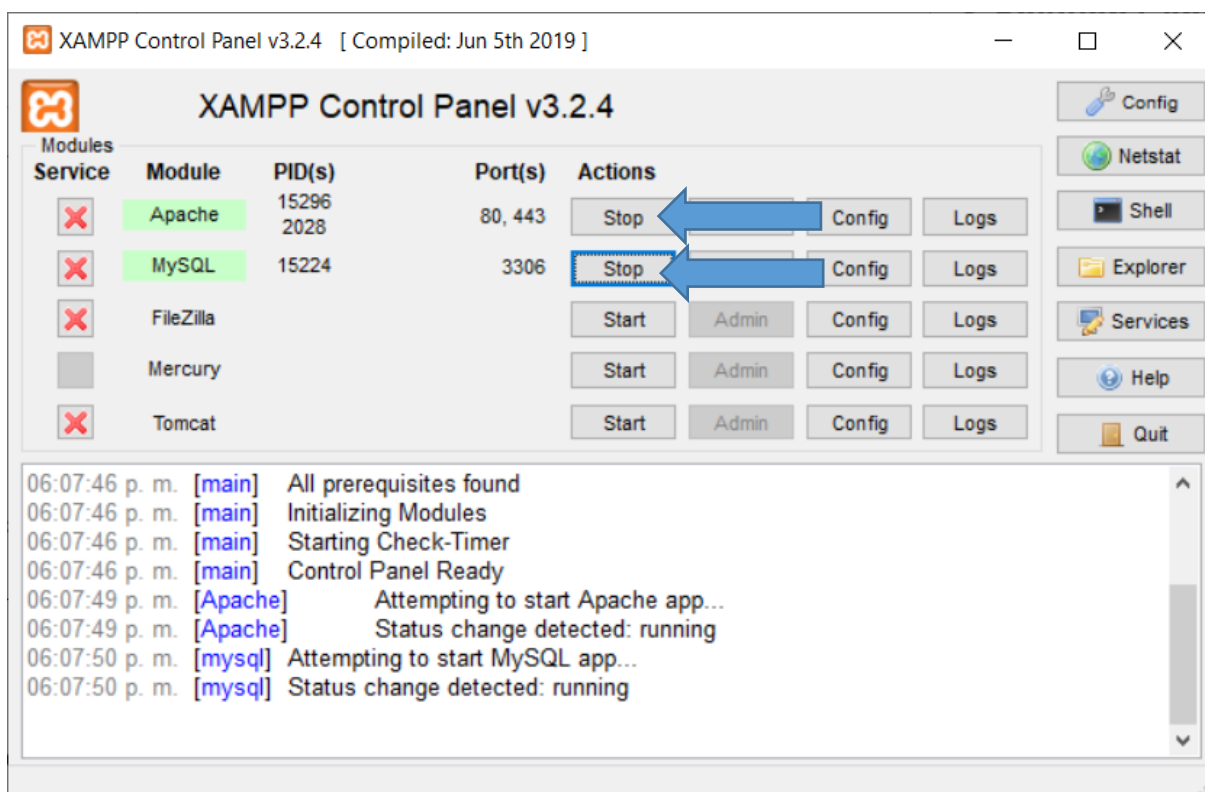 XAMPP Control Panel v3.2.4 [ Compiled: Jun 5th 2019 ]
XAMPP Control Panel v3.2.4
Config
Modules
Service Module PID(s) Port(s) Actions
Netstat
Apache 15296 2028 80, 443 Stop Config Logs
Shell
MySQL 15224 3306 Stop Config Logs
Explorer
FileZilla Start Admin Config Logs
Services
Mercury Start Admin Config Logs
Help
Tomcat Start Admin Config Logs
Quit
06:07:46 p. m. [main] All prerequisites found
06:07:46 p. m. [main] Initializing Modules
06:07:46 p. m. [main] Starting Check-Timer
06:07:46 p. m. [main] Control Panel Ready
06:07:49 p. m. [Apache] Attempting to start Apache app...
06:07:49 p. m. [Apache] Status change detected: running
06:07:50 p. m. [mysql] Attempting to start MySQL app...
06:07:50 p. m. [mysql] Status change detected: running